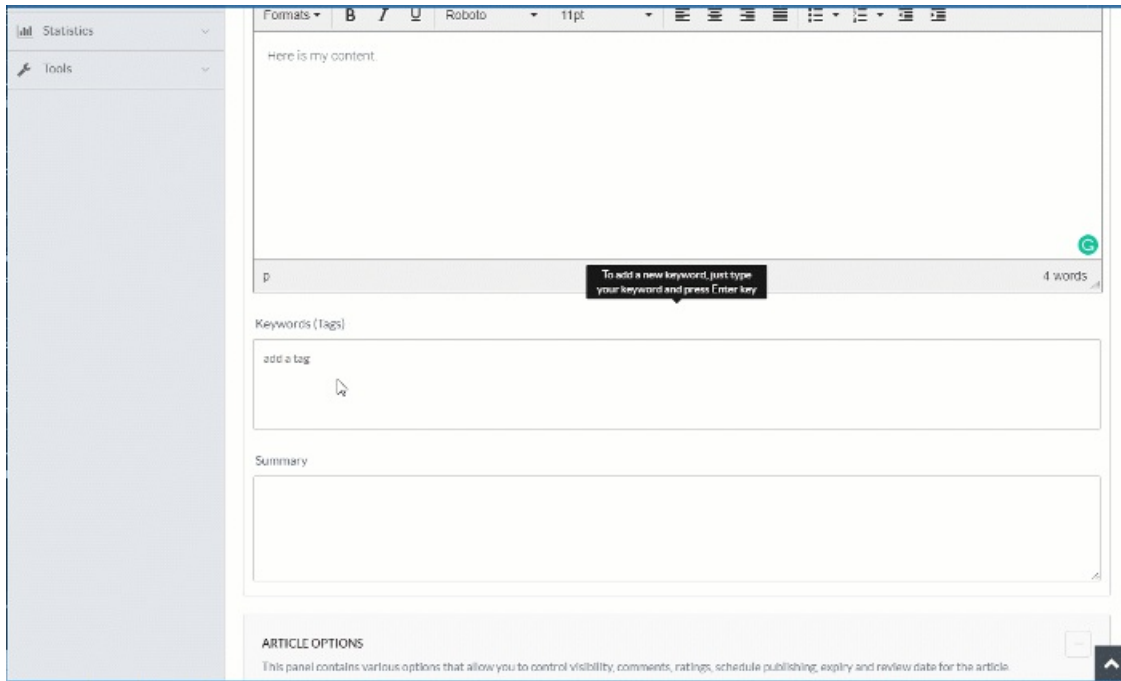 Statistics
Tools
Formats B I U Roboto 11pt
Here is my content.
p
4 words
To add a new keyword, just type
your keyword and press Enter key
Keywords (Tags)
add a tag
Summary
ARTICLE OPTIONS
This panel contains various options that allow you to control visibility, comments, ratings, schedule publishing, expiry and review date for the article.